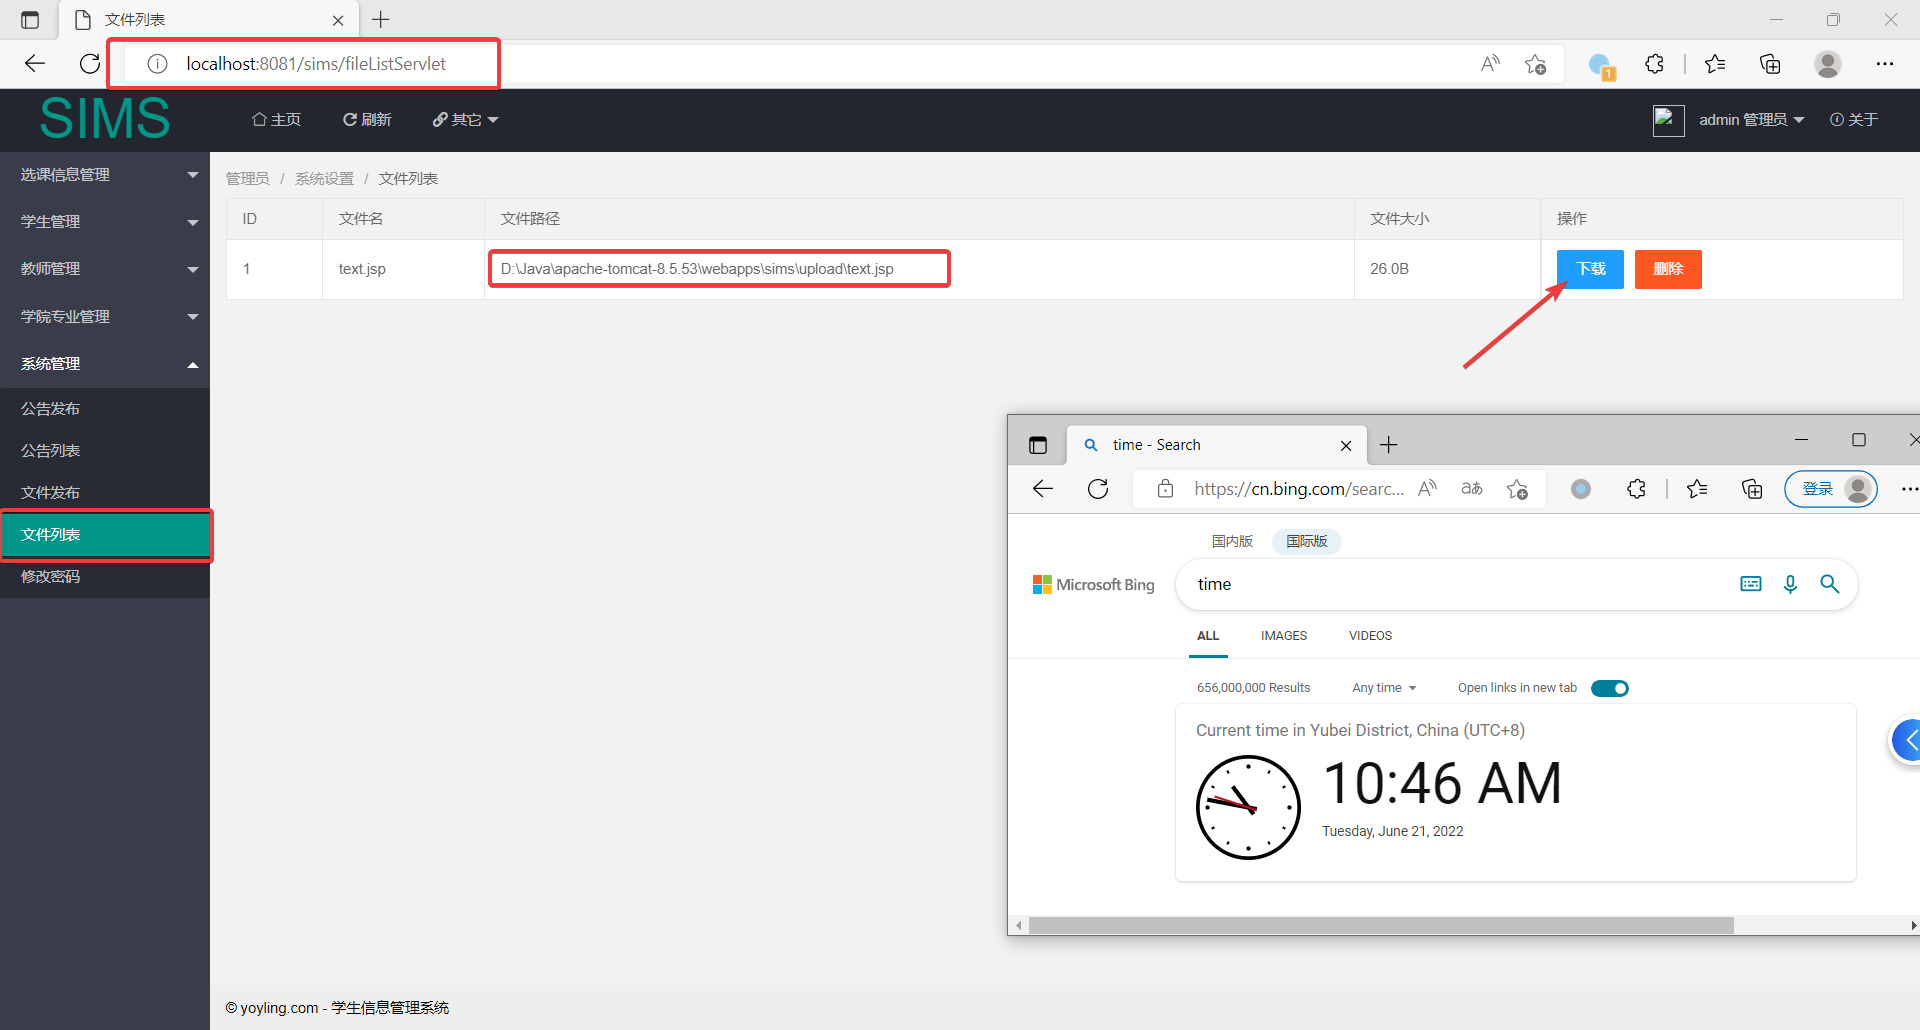 文件列表
localhost:8081/sims/fileListServlet
1
SIMS
主页
刷新
其它
admin 管理员
关于
选课信息管理
学生管理
教师管理
学院专业管理
系统管理
公告发布
公告列表
文件发布
文件列表
修改密码
管理员 / 系统设置 / 文件列表
ID 文件名 文件路径 文件大小 操作
1 text.jsp D:\Java\apache-tomcat-8.5.53\webapps\sims\upload\text.jsp 26.0B 下载 删除
time - Search
https://cn.bing.com/searc...
登录
国内版 国际版
Microsoft Bing
time
ALL IMAGES VIDEOS
656,000,000 Results Any time Open links in new tab
Current time in Yubei District, China (UTC+8)
10:46 AM
Tuesday, June 21, 2022
© yoyling.com - 学生信息管理系统